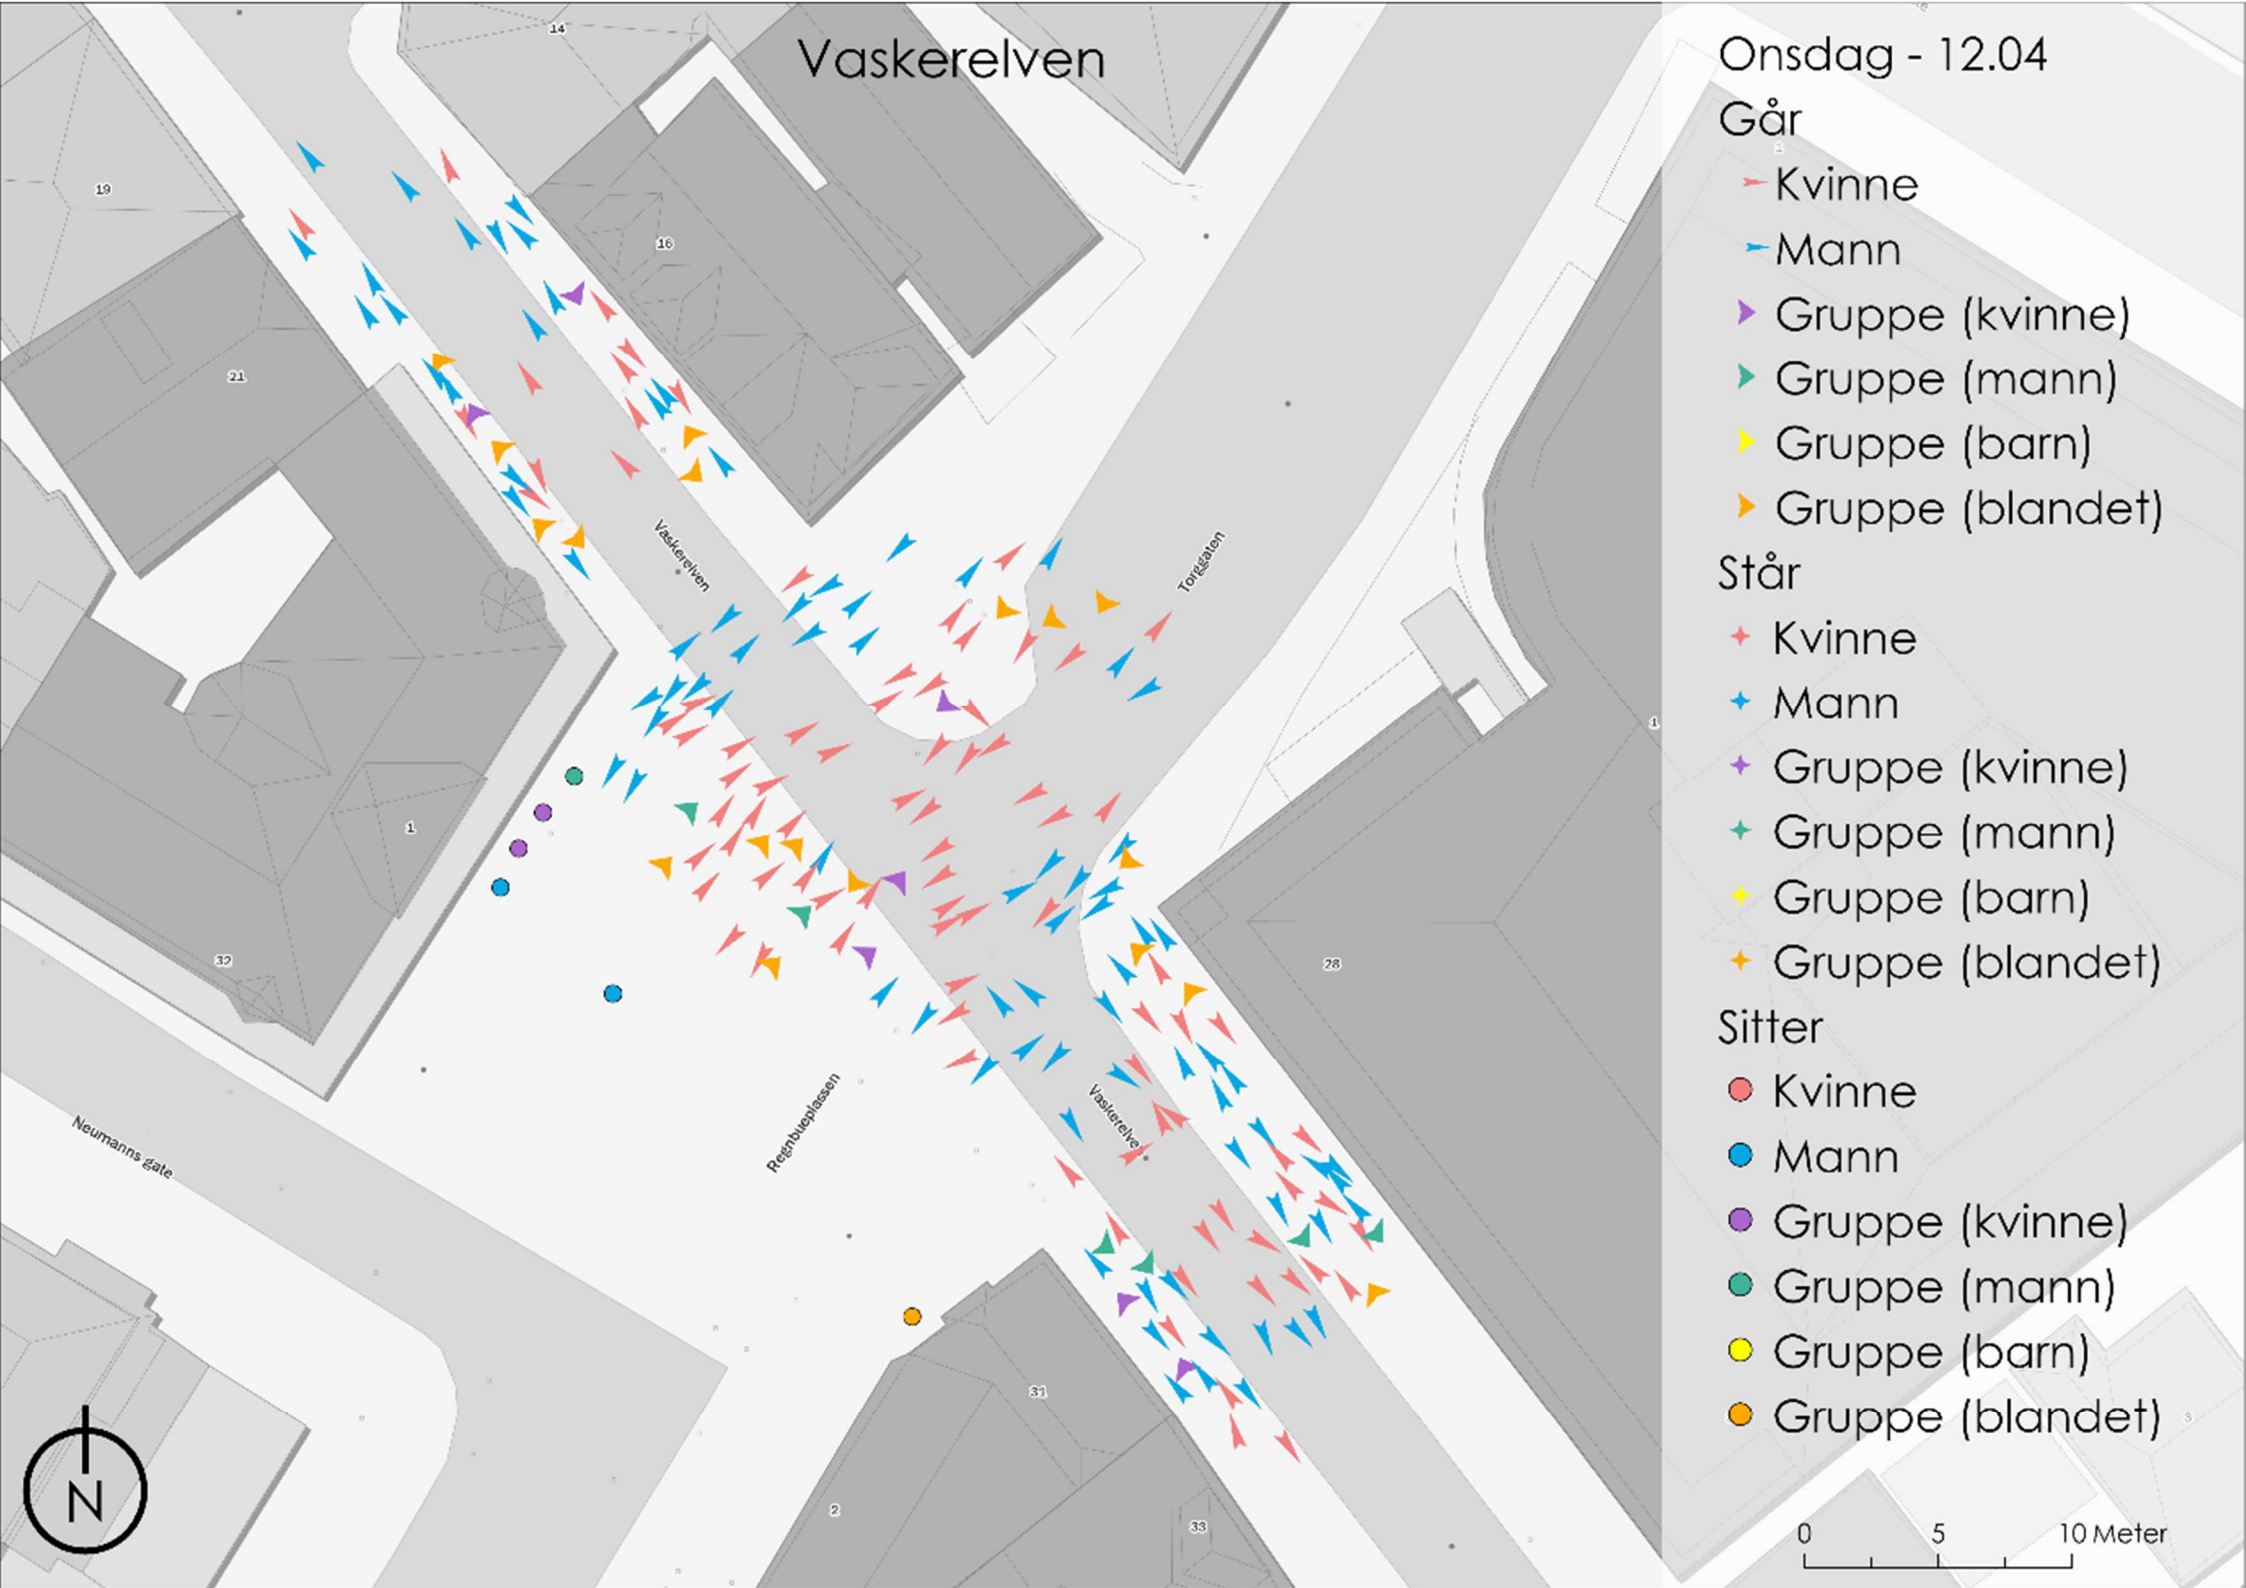 Vaskerelven
14
19
16
21
Vaskerelven
Torggaten
1
1
32
28
Neumanns gate
Regnbueplassen
Vaskerelven
31
2
33
N
Onsdag - 12.04
Går
1
Kvinne
Mann
Gruppe (kvinne)
Gruppe (mann)
Gruppe (barn)
Gruppe (blandet)
Står
Kvinne
Mann
Gruppe (kvinne)
Gruppe (mann)
Gruppe (barn)
Gruppe (blandet)
Sitter
Kvinne
Mann
Gruppe (kvinne)
Gruppe (mann)
Gruppe (barn)
Gruppe (blandet)
3
0 5 10 Meter